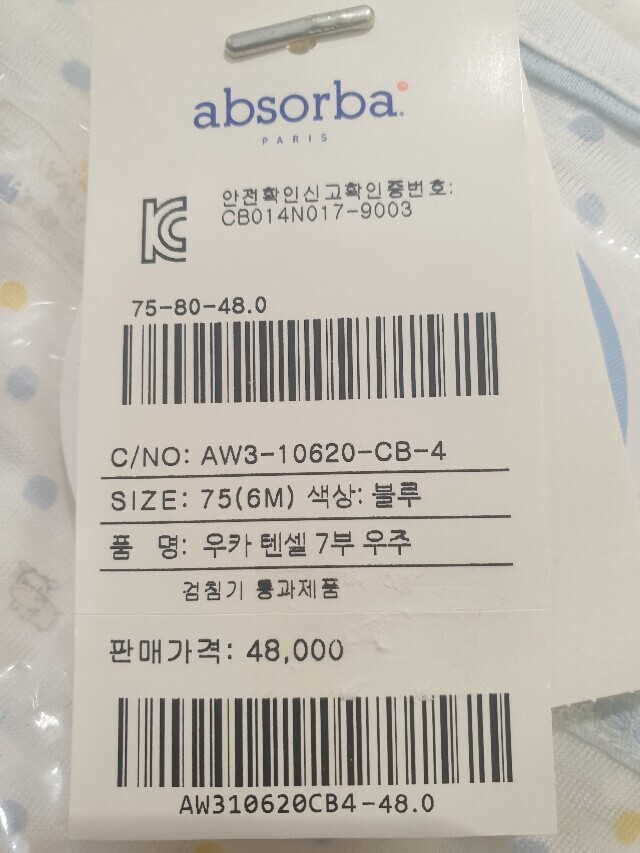 absorba
PARIS
안전확인신고확인증번호:
CB014N017-9003
75-80-48.0
C/NO: AW3-10620-CB-4
SIZE: 75(6M) 색상: 블루
품 명: 우카 텐셀 7부 우주
검침기 통과제품
판매가격: 48,000
AW310620CB4-48.0